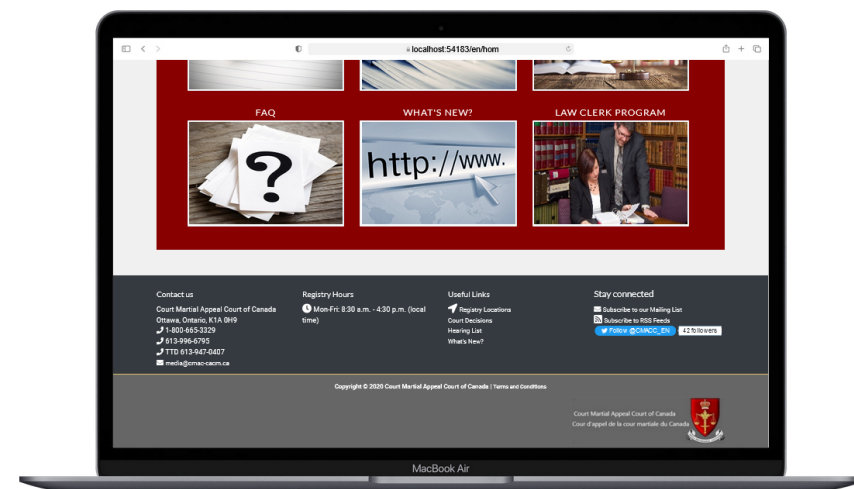 localhost:54183/en/hom
FAQ
WHAT'S NEW?
LAW CLERK PROGRAM
?
http://www.
Contact us
Court Martial Appeal Court of Canada
Ottawa, Ontario, K1A 0H9
1-800-665-3329
613-996-6795
TTD 613-947-0407
media@cmac-cacm.ca
Registry Hours
Mon-Fri: 8:30 a.m. - 4:30 p.m. (local
time)
Useful Links
Registry Locations
Court Decisions
Hearing List
What's New?
Stay connected
Subscribe to our Mailing List
Subscribe to RSS Feeds
Follow @CMACC_EN
42 followers
Copyright © 2020 Court Martial Appeal Court of Canada | Terms and Conditions
Court Martial Appeal Court of Canada
Cour d'appel de la cour martiale du Canada
MacBook Air